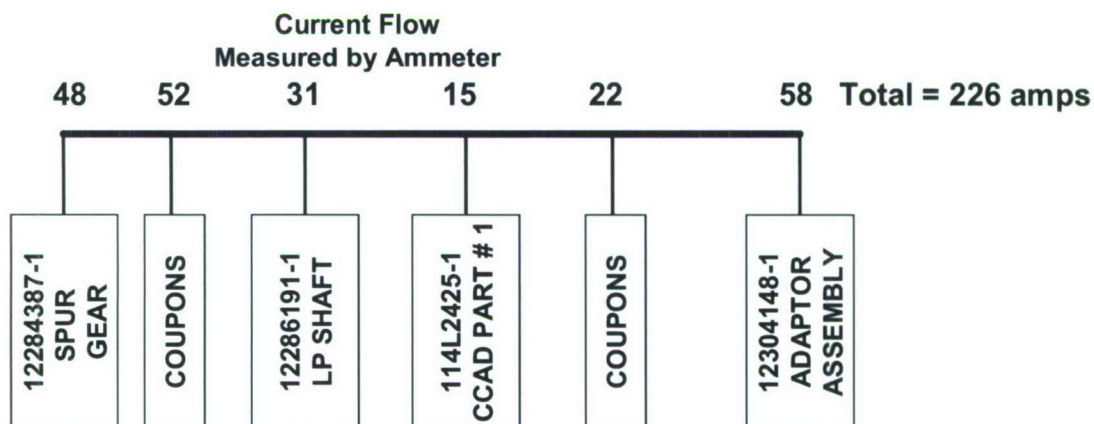 Current Flow
Measured by Ammeter
48 52 31 15 22 58 Total = 226 amps
12284387-1
SPUR
GEAR
COUPONS
12286191-1
LP SHAFT
114L2425-1
CCAD PART # 1
COUPONS
12304148-1
ADAPTOR
ASSEMBLY